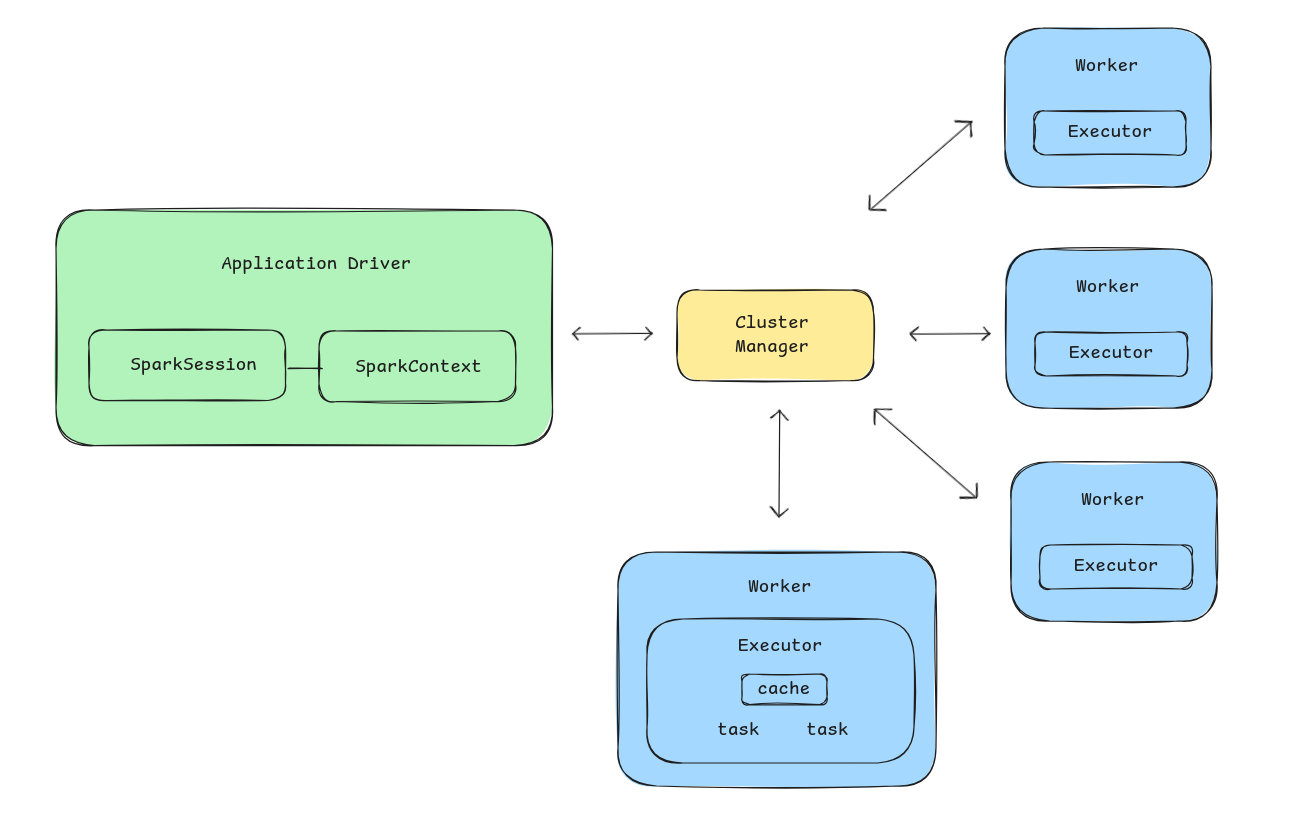 Application Driver
SparkSession
SparkContext
Cluster
Manager
Worker
Executor
Worker
Executor
Worker
Executor
Worker
Executor
cache
task task